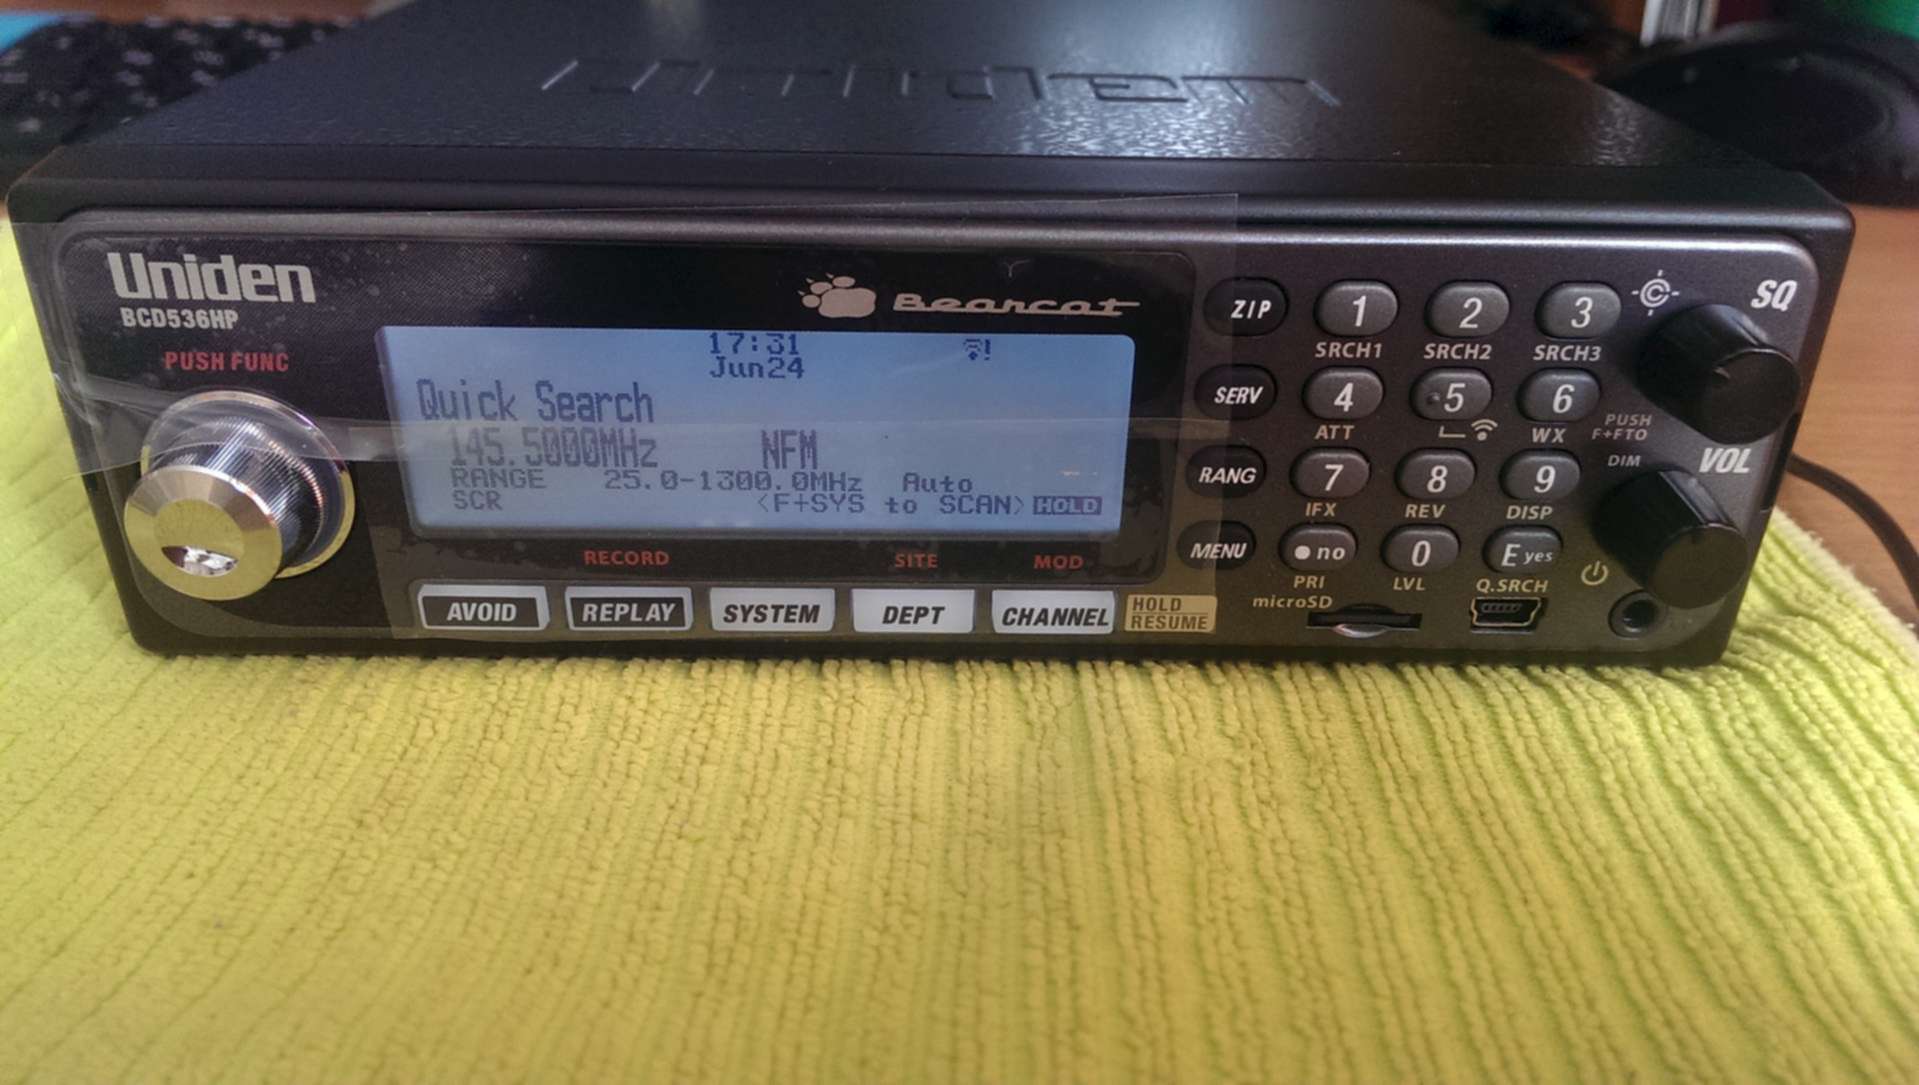 Uniden
Uniden
BCD536HP
Bearcat
PUSH FUNC
17:31
Jun24
Quick Search
145.5000MHz NFM
RANGE 25.0-1300.0MHz Auto
SCR <F+SYS to SCAN> HOLD
RECORD SITE MOD
AVOID REPLAY SYSTEM DEPT CHANNEL HOLD RESUME
ZIP 1 2 3 SQ
SRCH1 SRCH2 SRCH3
SERV 4 5 6
ATT WX PUSH F+FTO
DIM VOL
RANG 7 8 9
IFX REV DISP
MENU • no 0 E yes
PRI LVL Q.SRCH
microSD